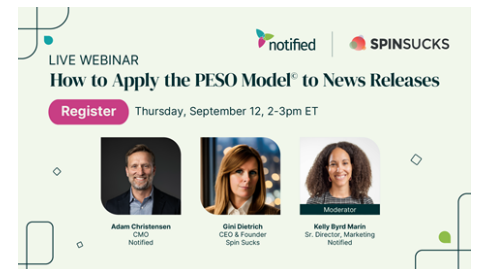 notified
SPINSUCKS
LIVE WEBINAR
How to Apply the PESO Model© to News Releases
Register
Thursday, September 12, 2-3pm ET
Moderator
Adam Christensen
CMO
Notified
Gini Dietrich
CEO & Founder
Spin Sucks
Kelly Byrd Marin
Sr. Director, Marketing
Notified